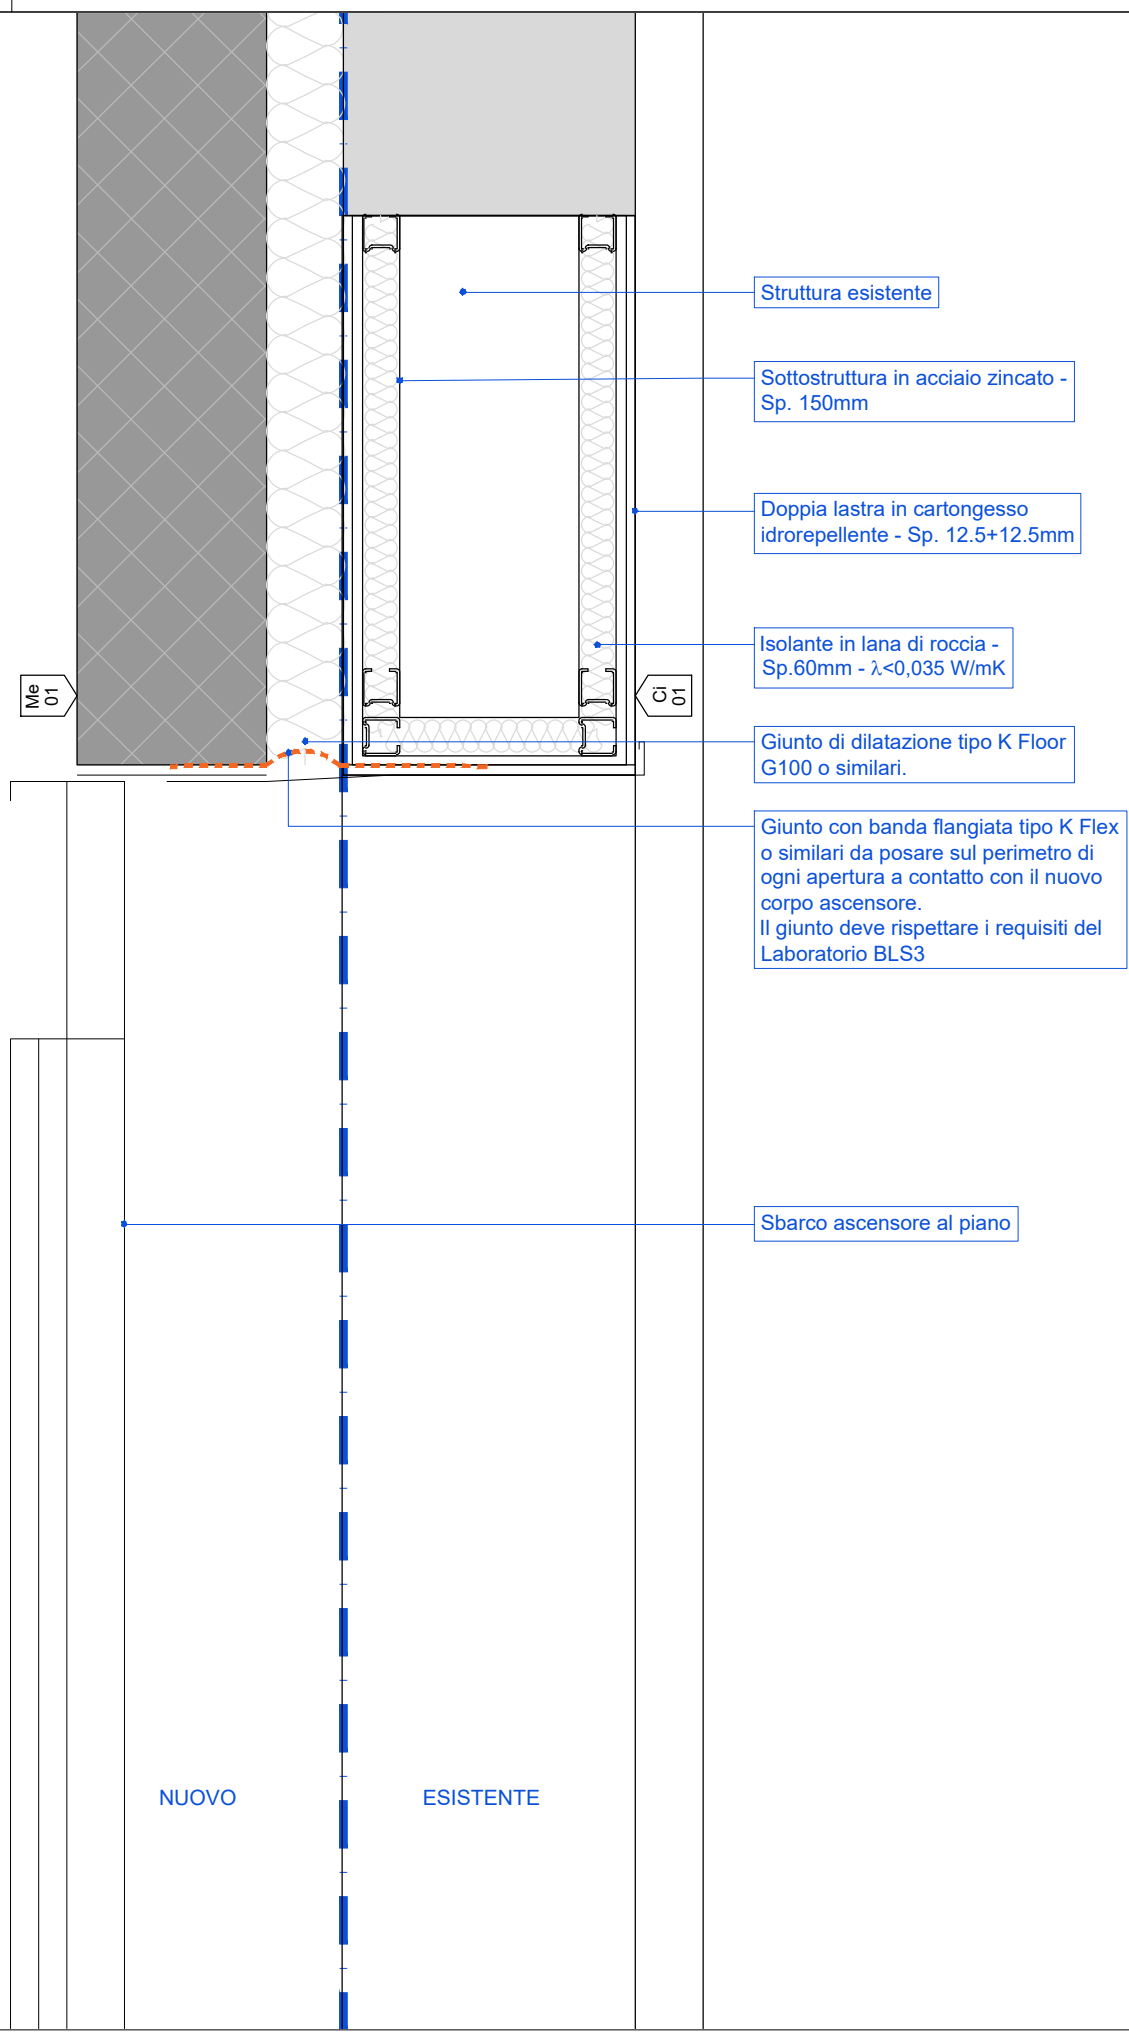 Struttura esistente
Sottostruttura in acciaio zincato -
Sp. 150mm
Doppia lastra in cartongesso
idrorepellente - Sp. 12.5+12.5mm
Isolante in lana di roccia -
Sp.60mm - λ<0,035 W/mK
Me
01
Ci
01
Giunto di dilatazione tipo K Floor
G100 o similari.
Giunto con banda flangiata tipo K Flex
o similari da posare sul perimetro di
ogni apertura a contatto con il nuovo
corpo ascensore.
Il giunto deve rispettare i requisiti del
Laboratorio BLS3
Sbarco ascensore al piano
NUOVO
ESISTENTE